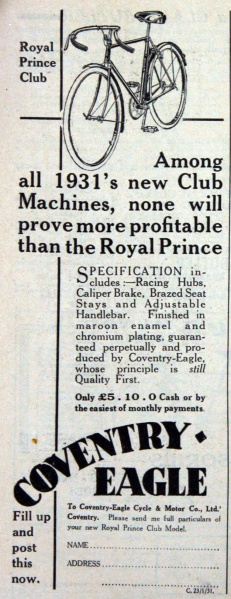 Royal
Prince
Club
Among
all 1931's new Club
Machines, none will
prove more profitable
than the Royal Prince
SPECIFICATION in-
cludes :—Racing Hubs,
Caliper Brake, Brazed Seat
Stays and Adjustable
Handlebar. Finished in
maroon enamel and
chromium plating, guaran-
teed perpetually and pro-
duced by Coventry-Eagle,
whose principle is still
Quality First.
Only £5.10.0 Cash or by
the easiest of monthly payments.
COVENTRY-
EAGLE
Fill up
and
post
this
now.
To Coventry-Eagle Cycle & Motor Co., Ltd.'
Coventry. Please send me full particulars of
your new Royal Prince Club Model.
NAME
ADDRESS
C. 23/1/31.